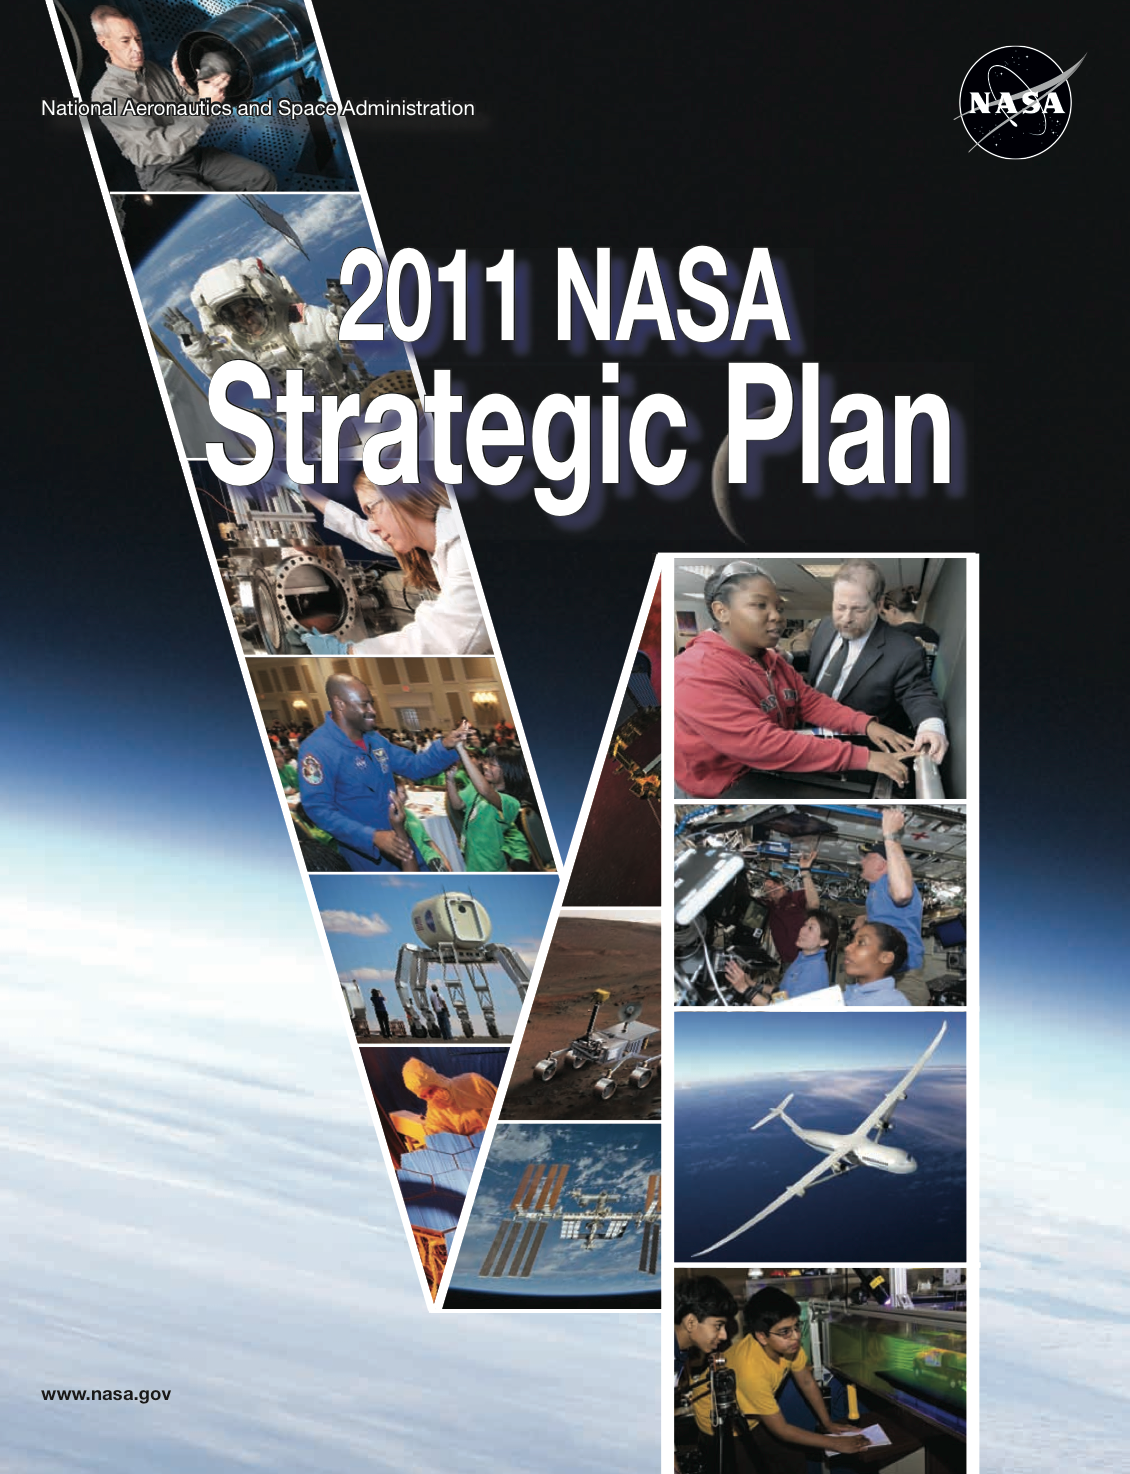 National Aeronautics and Space Administration
NASA
2011 NASA
Strategic Plan
www.nasa.gov